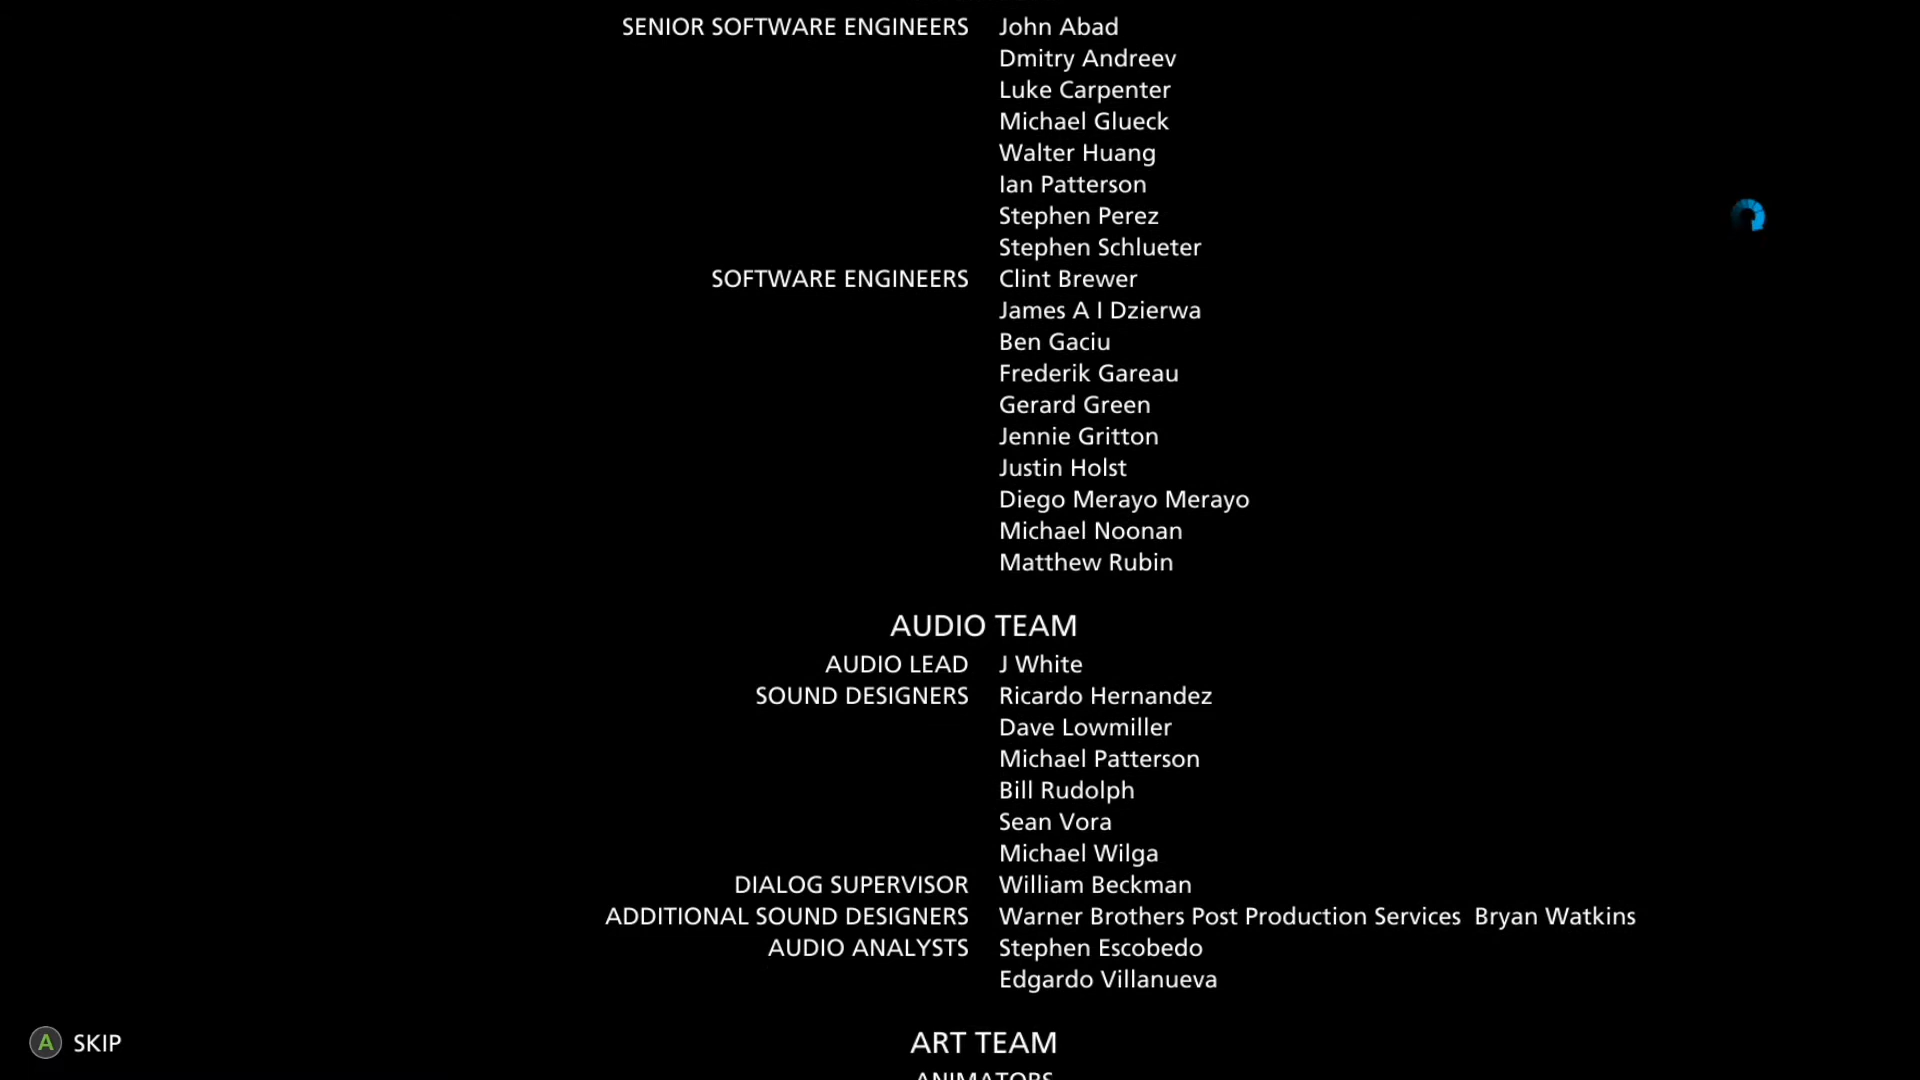 SENIOR SOFTWARE ENGINEERS John Abad
Dmitry Andreev
Luke Carpenter
Michael Glueck
Walter Huang
Ian Patterson
Stephen Perez
Stephen Schlueter
SOFTWARE ENGINEERS Clint Brewer
James A I Dzierwa
Ben Gaciu
Frederik Gareau
Gerard Green
Jennie Gritton
Justin Holst
Diego Merayo Merayo
Michael Noonan
Matthew Rubin
AUDIO TEAM
AUDIO LEAD J White
SOUND DESIGNERS Ricardo Hernandez
Dave Lowmiller
Michael Patterson
Bill Rudolph
Sean Vora
Michael Wilga
DIALOG SUPERVISOR William Beckman
ADDITIONAL SOUND DESIGNERS Warner Brothers Post Production Services Bryan Watkins
AUDIO ANALYSTS Stephen Escobedo
Edgardo Villanueva
A SKIP
ART TEAM
ANIMATORS